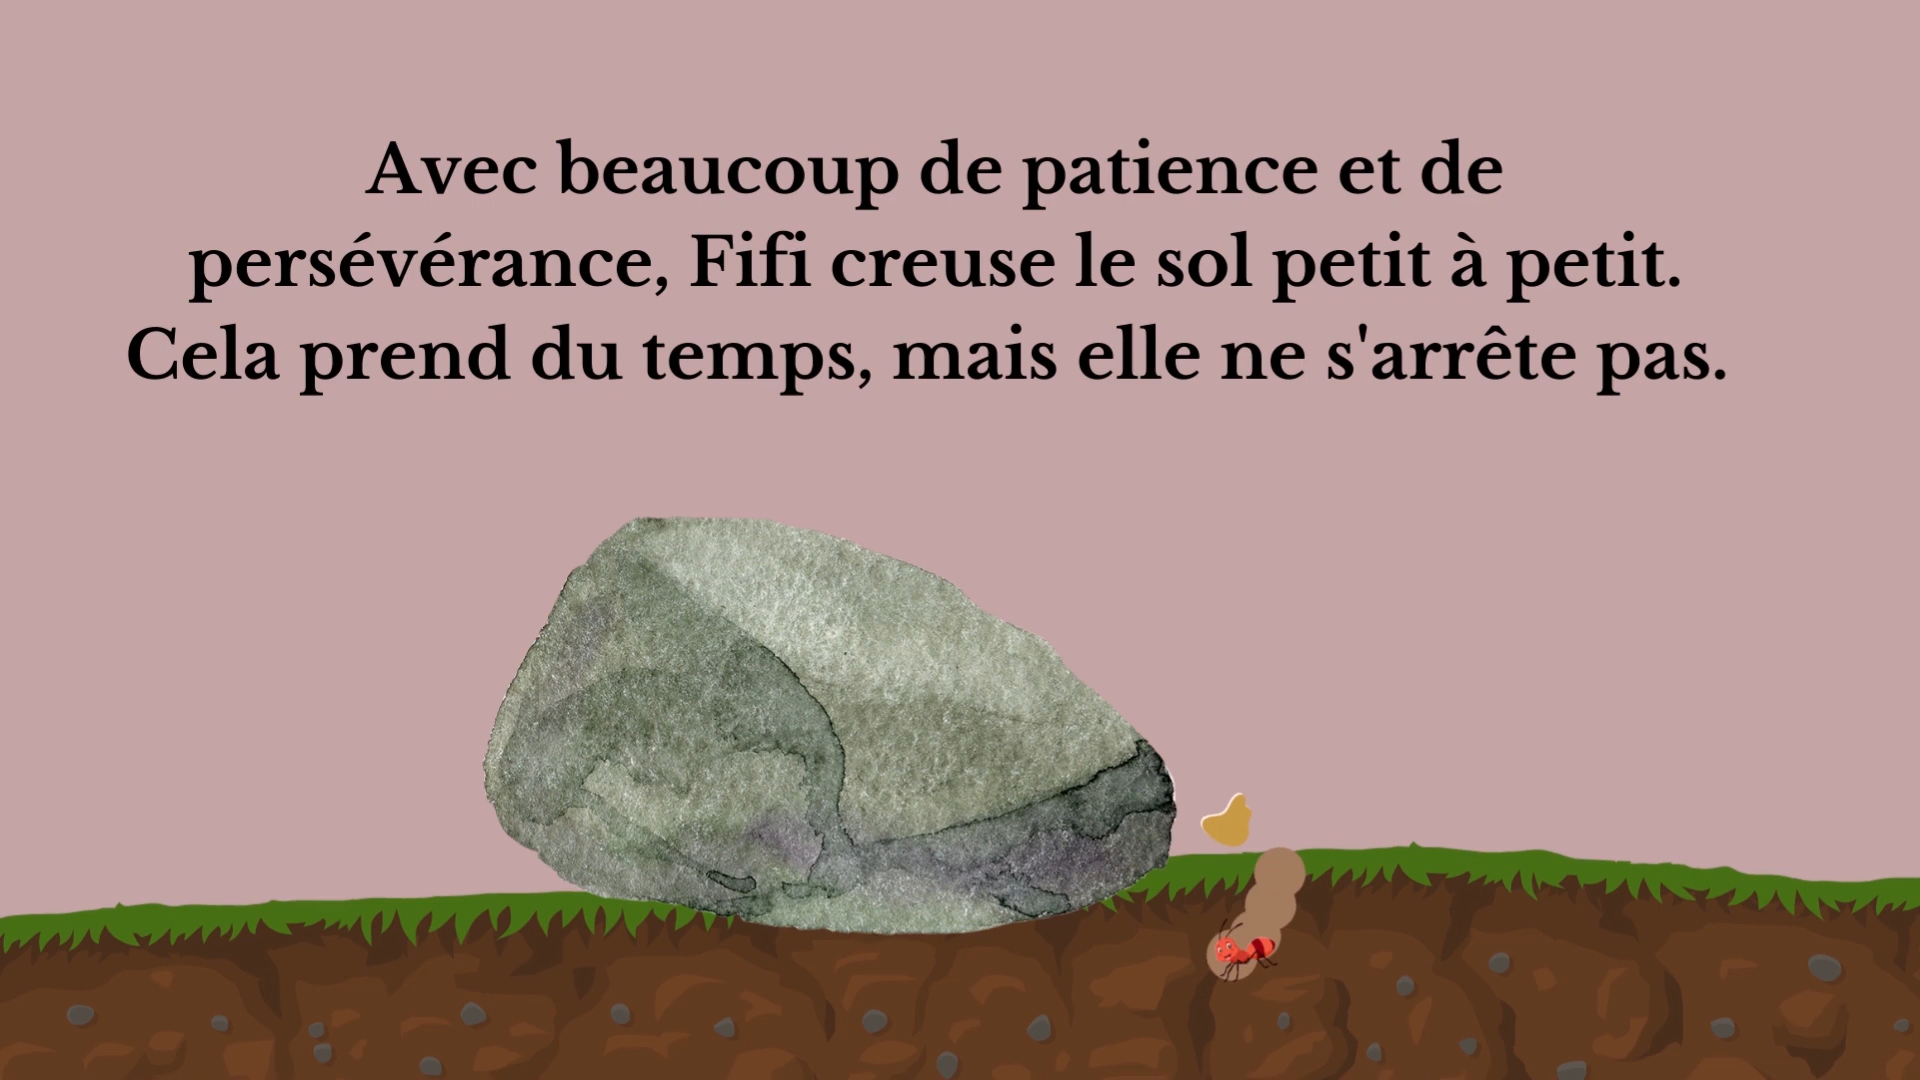 Avec beaucoup de patience et de
persévérance, Fifi creuse le sol petit à petit.
Cela prend du temps, mais elle ne s'arrête pas.